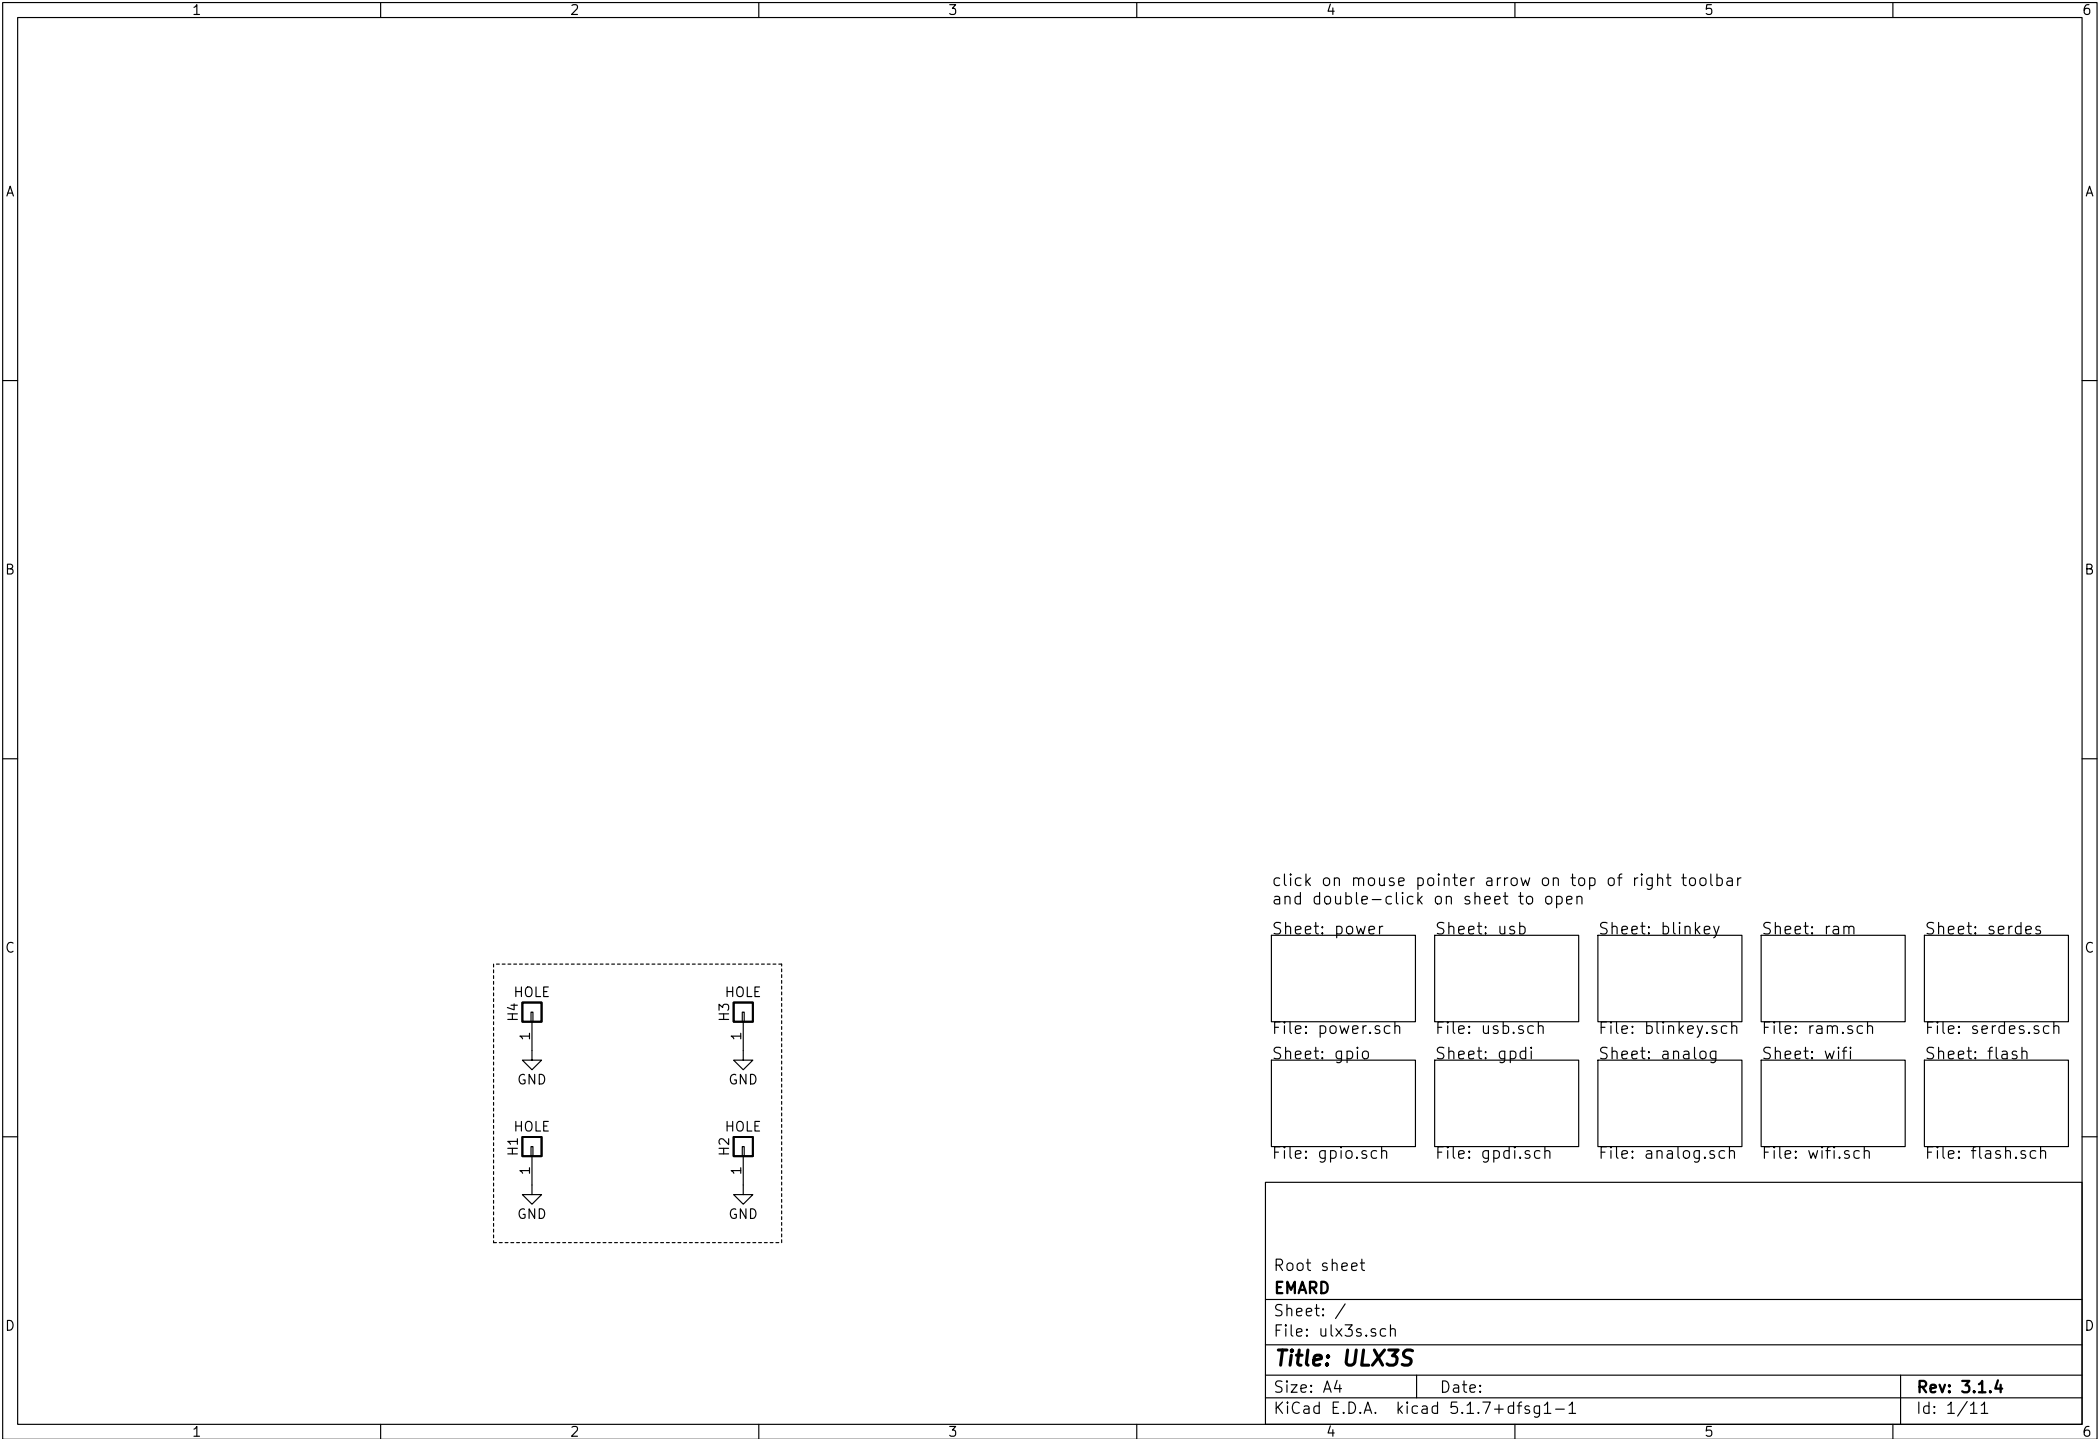 1 2 3 4 5 6
A A
B B
click on mouse pointer arrow on top of right toolbar
and double-click on sheet to open
Sheet: power Sheet: usb Sheet: blinkey Sheet: ram Sheet: serdes
C C
File: power.sch File: usb.sch File: blinkey.sch File: ram.sch File: serdes.sch
Sheet: gpio Sheet: gpdi Sheet: analog Sheet: wifi Sheet: flash
File: gpio.sch File: gpdi.sch File: analog.sch File: wifi.sch File: flash.sch
HOLE HOLE
H4 H3
1 1
GND GND
HOLE HOLE
H1 H2
1 1
GND GND
Root sheet
EMARD
Sheet: /
File: ulx3s.sch
D D
Title: ULX3S
Size: A4 Date: Rev: 3.1.4
KiCad E.D.A. kicad 5.1.7+dfsg1-1 Id: 1/11
1 2 3 4 5 6